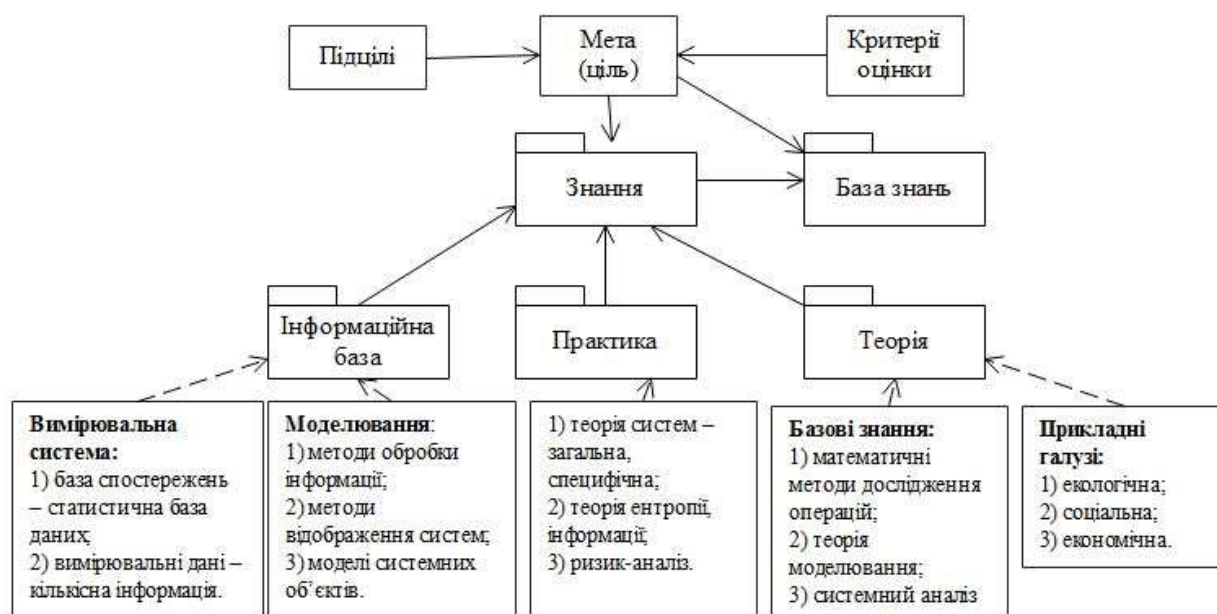 Підцілі
Мета
(ціль)
Критерії
оцінки
Знання
База знань
Інформаційна
база
Практика
Теорія
Вимірювальна
система:
1) база спостережень
– статистична база
даних;
2) вимірювальні дані –
кількісна інформація.
Моделювання:
1) методи обробки
інформації;
2) методи
відображення систем;
3) моделі системних
об’єктів.
1) теорія систем –
загальна,
специфічна;
2) теорія ентропії,
інформації;
3) ризик-аналіз.
Базові знання:
1) математичні
методи дослідження
операцій;
2) теорія
моделювання;
3) системний аналіз
Прикладні
галузі:
1) екологічна;
2) соціальна;
3) економічна.